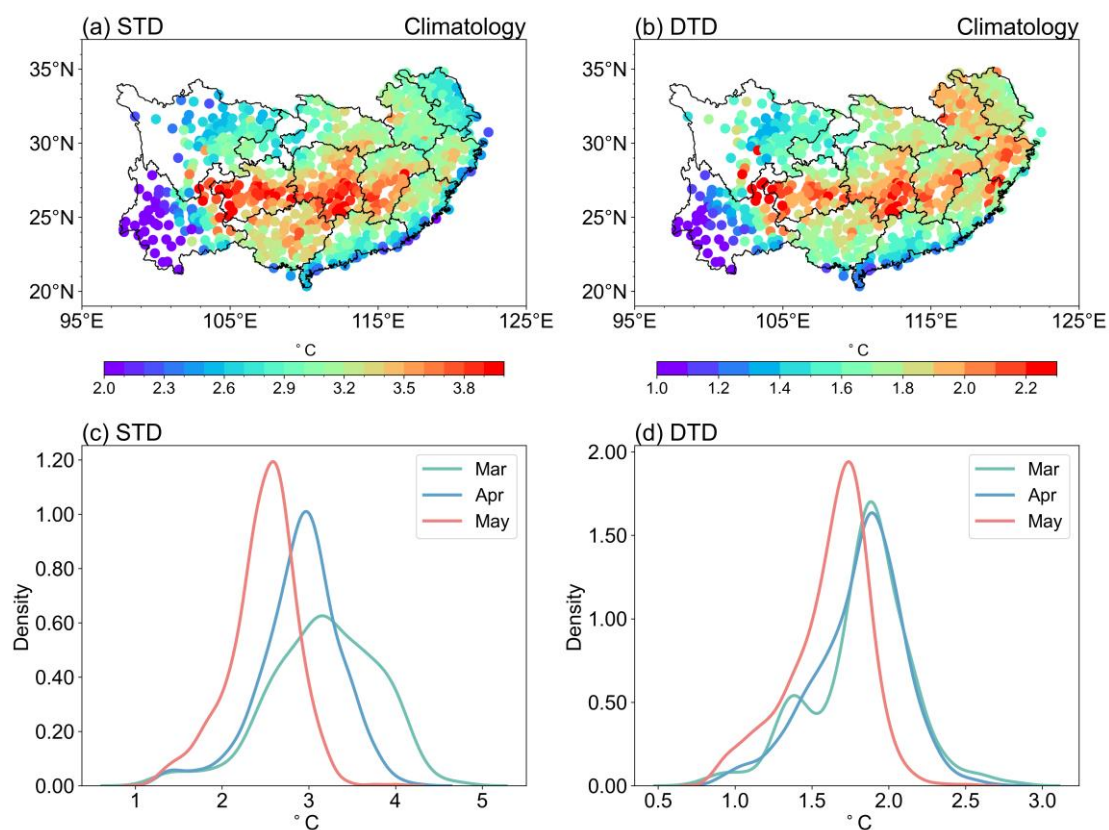 (a) STD Climatology (b) DTD Climatology
35°N 35°N
30°N 30°N
25°N 25°N
20°N 20°N
95°E 105°E 115°E 125°E 95°E 105°E 115°E 125°E
°C °C
2.0 2.3 2.6 2.9 3.2 3.5 3.8 1.0 1.2 1.4 1.6 1.8 2.0 2.2
(c) STD
1.20
1.00
0.80
0.60
0.40
0.20
0.00
Density
Mar
Apr
May
1 2 3 4 5
°C
(d) DTD
2.00
1.50
1.00
0.50
0.00
Density
Mar
Apr
May
0.5 1.0 1.5 2.0 2.5 3.0
°C